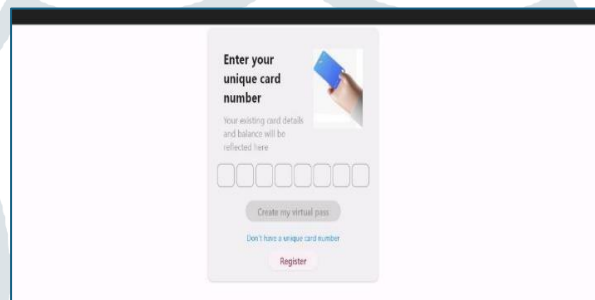 Enter your
unique card
number
Your existing card details
and balance will be
reflected here
Create my virtual pass
Don't have a unique card number
Register